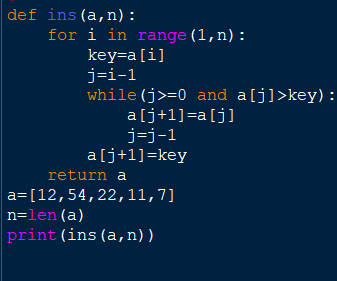 def ins(a,n):
    for i in range(1,n):
        key=a[i]
        j=i-1
        while(j>=0 and a[j]>key):
            a[j+1]=a[j]
            j=j-1
        a[j+1]=key
    return a
a=[12,54,22,11,7]
n=len(a)
print(ins(a,n))